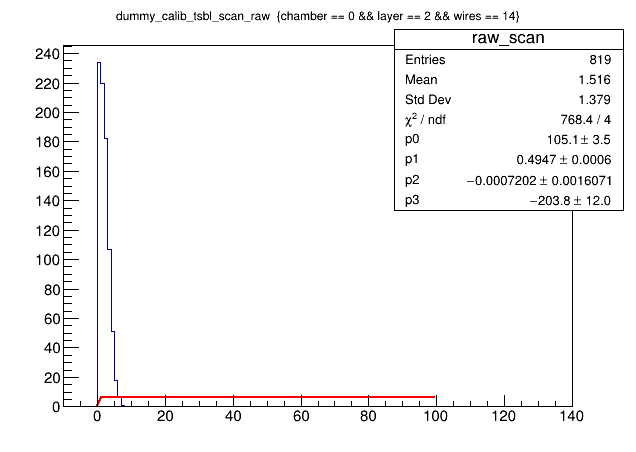 dummy_calib_tsbl_scan_raw {chamber == 0 && layer == 2 && wires == 14}
raw_scan
Entries 819
Mean 1.516
Std Dev 1.379
χ² / ndf 768.4 / 4
p0 105.1 ± 3.5
p1 0.4947 ± 0.0006
p2 −0.0007202 ± 0.0016071
p3 −203.8 ± 12.0
240
220
200
180
160
140
120
100
80
60
40
20
0
0 20 40 60 80 100 120 140